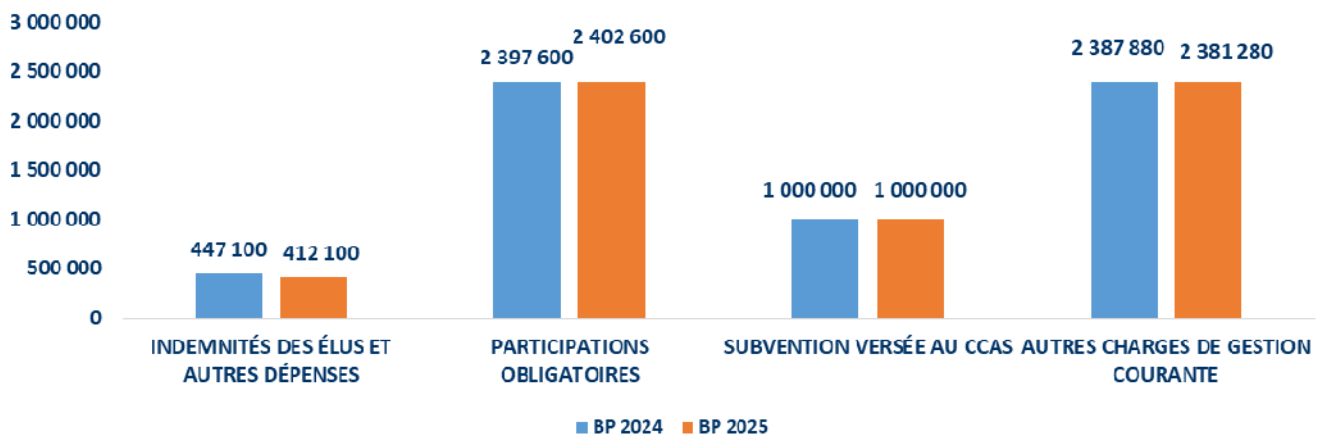 3 000 000
2 500 000
2 000 000
1 500 000
1 000 000
500 000
0
447 100
412 100
2 397 600
2 402 600
1 000 000
1 000 000
2 387 880
2 381 280
INDEMNITÉS DES ÉLUS ET
AUTRES DÉPENSES
PARTICIPATIONS
OBLIGATOIRES
SUBVENTION VERSÉE AU CCAS
AUTRES CHARGES DE GESTION
COURANTE
BP 2024
BP 2025